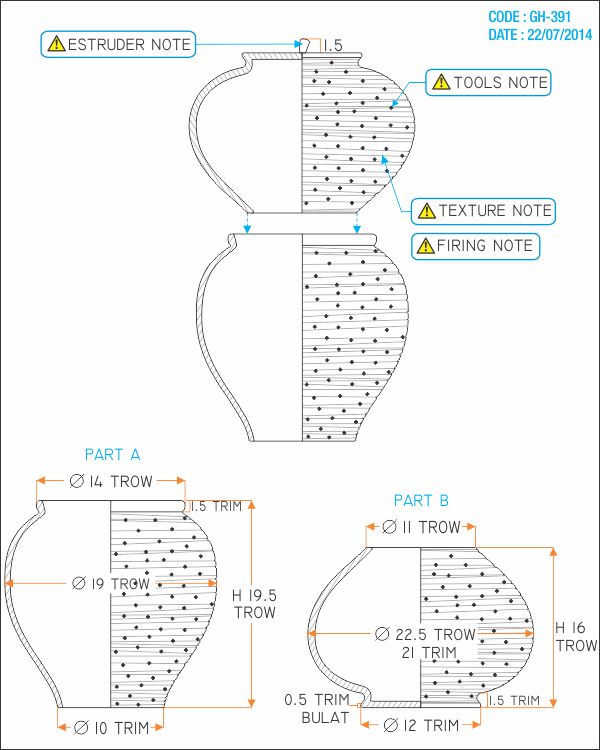 CODE : GH-391
DATE : 22/07/2014
ESTRUDER NOTE
1.5
TOOLS NOTE
TEXTURE NOTE
FIRING NOTE
PART A
∅ 14 TROW
1.5 TRIM
∅ 19 TROW
H 19.5
TROW
∅ 10 TRIM
PART B
∅ 11 TROW
∅ 22.5 TROW
21 TRIM
H 16
TROW
0.5 TRIM
BULAT
1.5 TRIM
∅ 12 TRIM